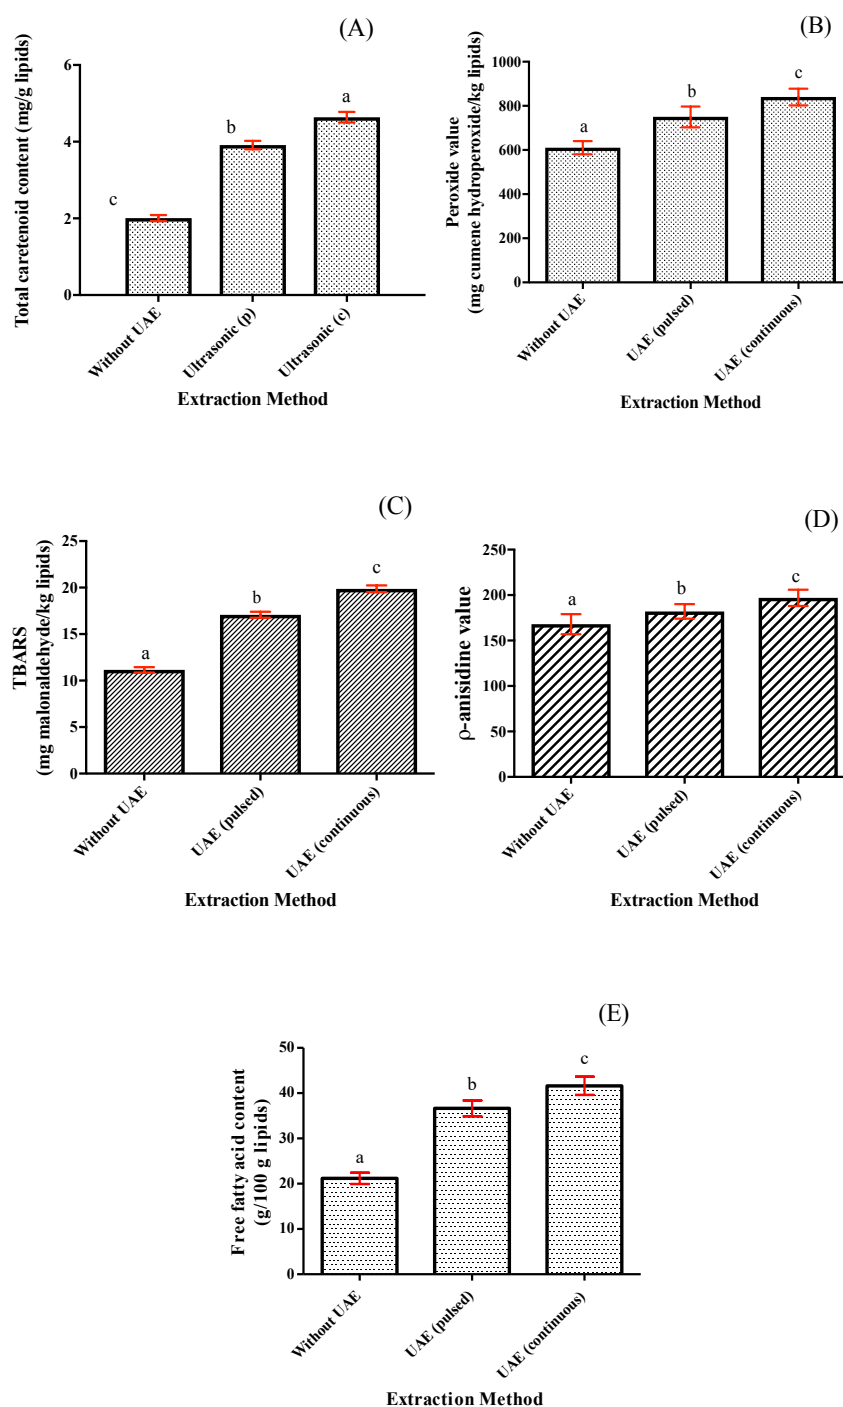 (A)
Total caretenoid content (mg/g lipids)
6
4
2
0
c
b
a
Without UAE
Ultrasonic (p)
Ultrasonic (c)
Extraction Method
(B)
Peroxide value
(mg cumene hydroperoxide/kg lipids)
1000
800
600
400
200
0
a
b
c
Without UAE
UAE (pulsed)
UAE (continuous)
Extraction Method
(C)
TBARS
(mg malonaldehyde/kg lipids)
25
20
15
10
5
0
a
b
c
Without UAE
UAE (pulsed)
UAE (continuous)
Extraction Method
(D)
ρ-anisidine value
250
200
150
100
50
0
a
b
c
Without UAE
UAE (pulsed)
UAE (continuous)
Extraction Method
(E)
Free fatty acid content
(g/100 g lipids)
50
40
30
20
10
0
a
b
c
Without UAE
UAE (pulsed)
UAE (continuous)
Extraction Method